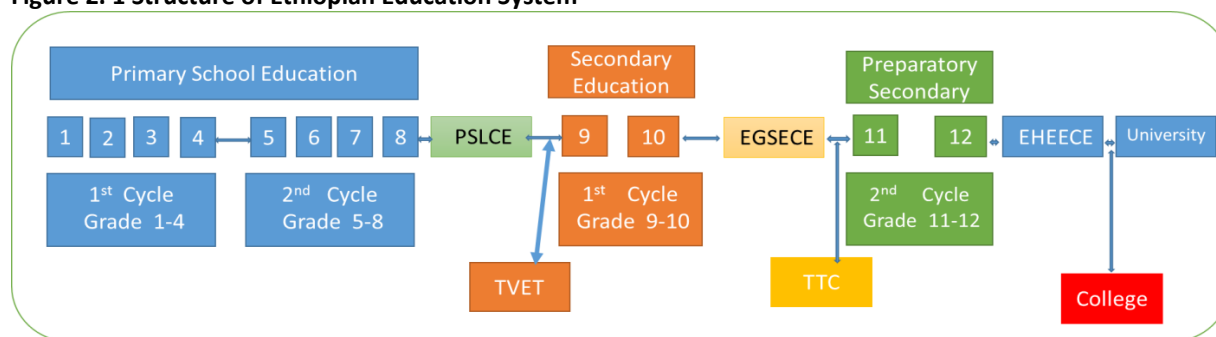 Figure 2. 1 Structure of Ethiopian Education System
Primary School Education
Secondary
Education
Preparatory
Secondary
1 2 3 4 5 6 7 8 PSLCE 9 10 EGSECE 11 12 EHEECE University
1st Cycle
Grade 1-4
2nd Cycle
Grade 5-8
1st Cycle
Grade 9-10
2nd Cycle
Grade 11-12
TVET
TTC
College